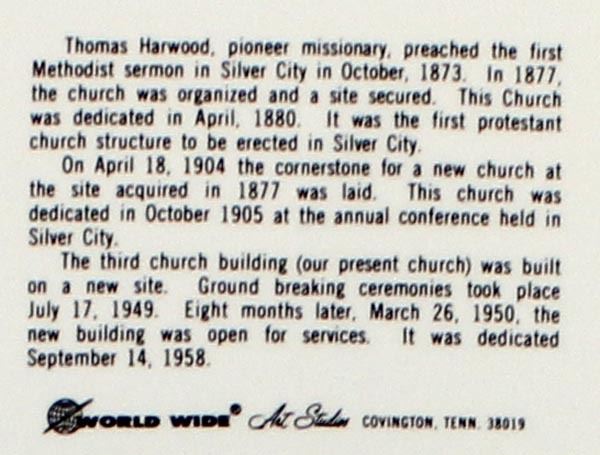 Thomas Harwood, pioneer missionary, preached the first
Methodist sermon in Silver City in October, 1873. In 1877,
the church was organized and a site secured. This Church
was dedicated in April, 1880. It was the first protestant
church structure to be erected in Silver City.
On April 18, 1904 the cornerstone for a new church at
the site acquired in 1877 was laid. This church was
dedicated in October 1905 at the annual conference held in
Silver City.
The third church building (our present church) was built
on a new site. Ground breaking ceremonies took place
July 17, 1949. Eight months later, March 26, 1950, the
new building was open for services. It was dedicated
September 14, 1958.
WORLD WIDE® Art Studios COVINGTON, TENN. 38019